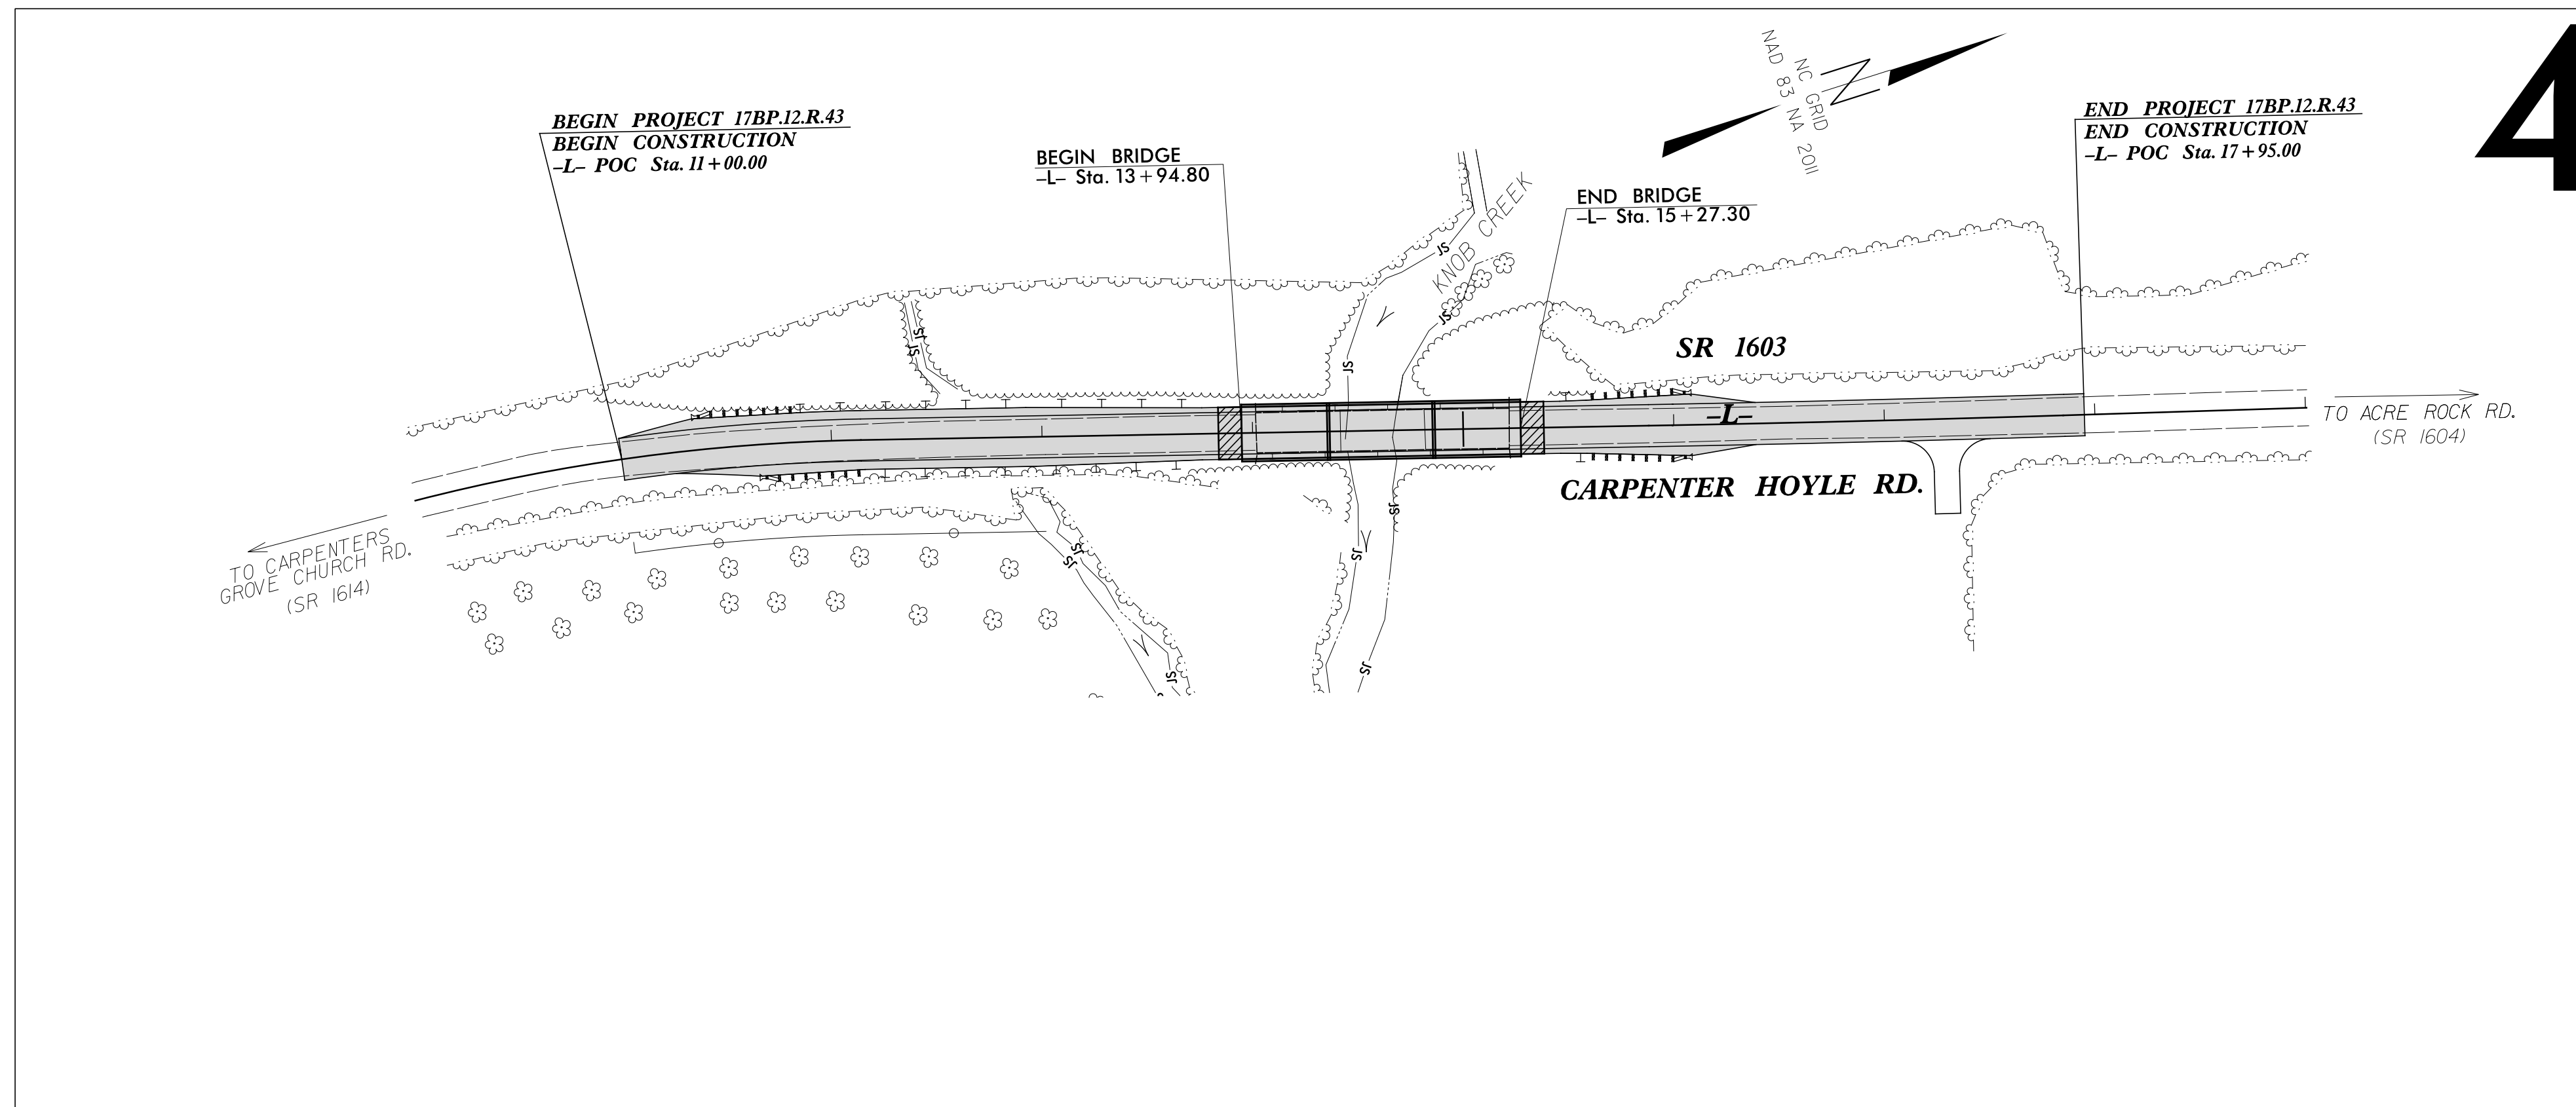 4
NC GRID
NAD 83 NA 2011
N
BEGIN PROJECT 17BP.12.R.43
BEGIN CONSTRUCTION
-L- POC Sta. 11+00.00
BEGIN BRIDGE
-L- Sta. 13+94.80
KNOB CREEK
END BRIDGE
-L- Sta. 15+27.30
END PROJECT 17BP.12.R.43
END CONSTRUCTION
-L- POC Sta. 17+95.00
JS
JS
JS
JS
JS
SR 1603
-L-
TO ACRE ROCK RD.
(SR 1604)
CARPENTER HOYLE RD.
JS
JS
JS
JS
JS
JS
TO CARPENTERS
GROVE CHURCH RD.
(SR 1614)